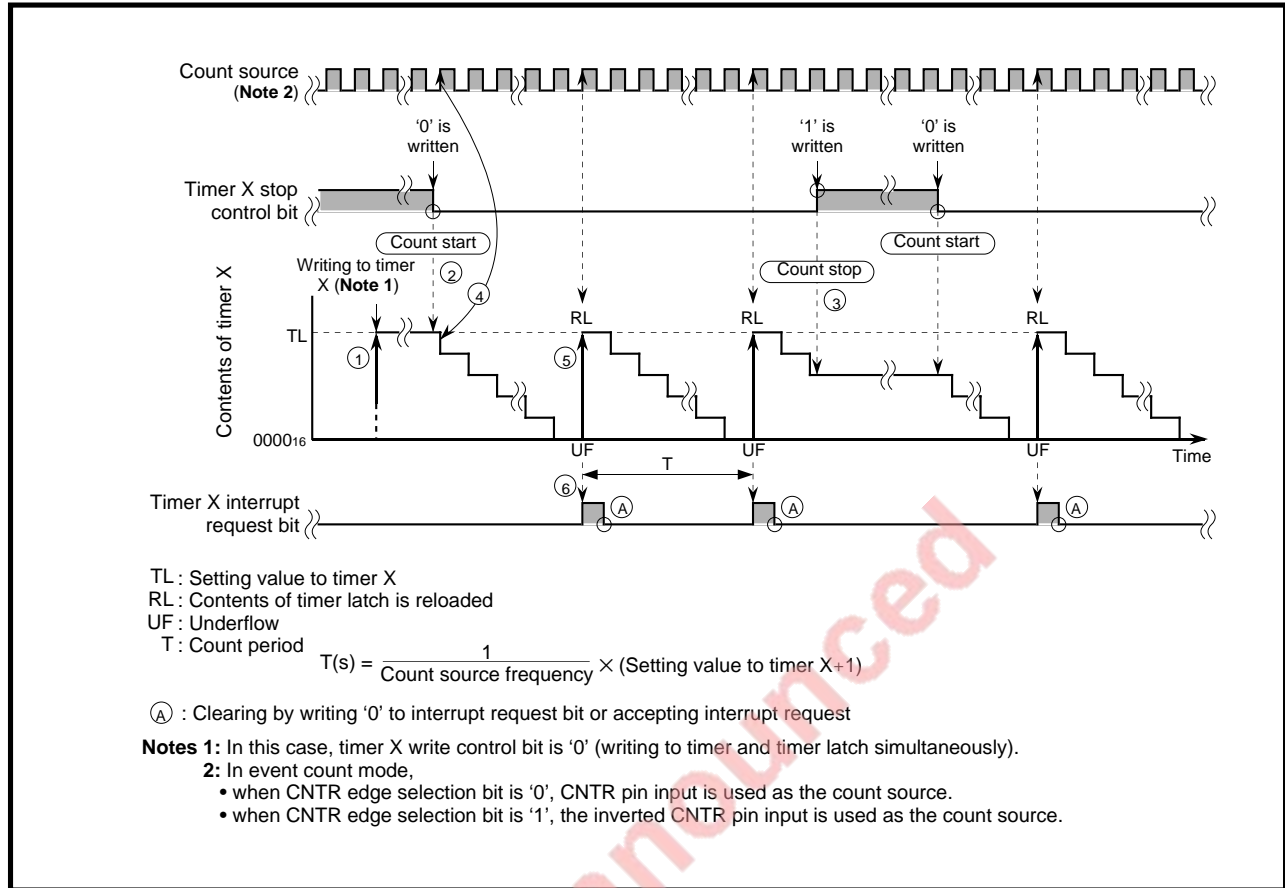 Count source
(Note 2)
‘0’ is
written
‘1’ is
written
‘0’ is
written
Timer X stop
control bit
Count start
Count start
Writing to timer
X (Note 1)
2
Count stop
3
4
Contents of timer X
TL
RL
RL
RL
1
5
000016
UF
UF
UF
Time
T
6
Timer X interrupt
request bit
A
A
A
TL : Setting value to timer X
RL : Contents of timer latch is reloaded
UF : Underflow
T : Count period
T(s) = 1 / Count source frequency × (Setting value to timer X+1)
A : Clearing by writing ‘0’ to interrupt request bit or accepting interrupt request
Notes 1: In this case, timer X write control bit is ‘0’ (writing to timer and timer latch simultaneously).
2: In event count mode,
• when CNTR edge selection bit is ‘0’, CNTR pin input is used as the count source.
• when CNTR edge selection bit is ‘1’, the inverted CNTR pin input is used as the count source.
nounced